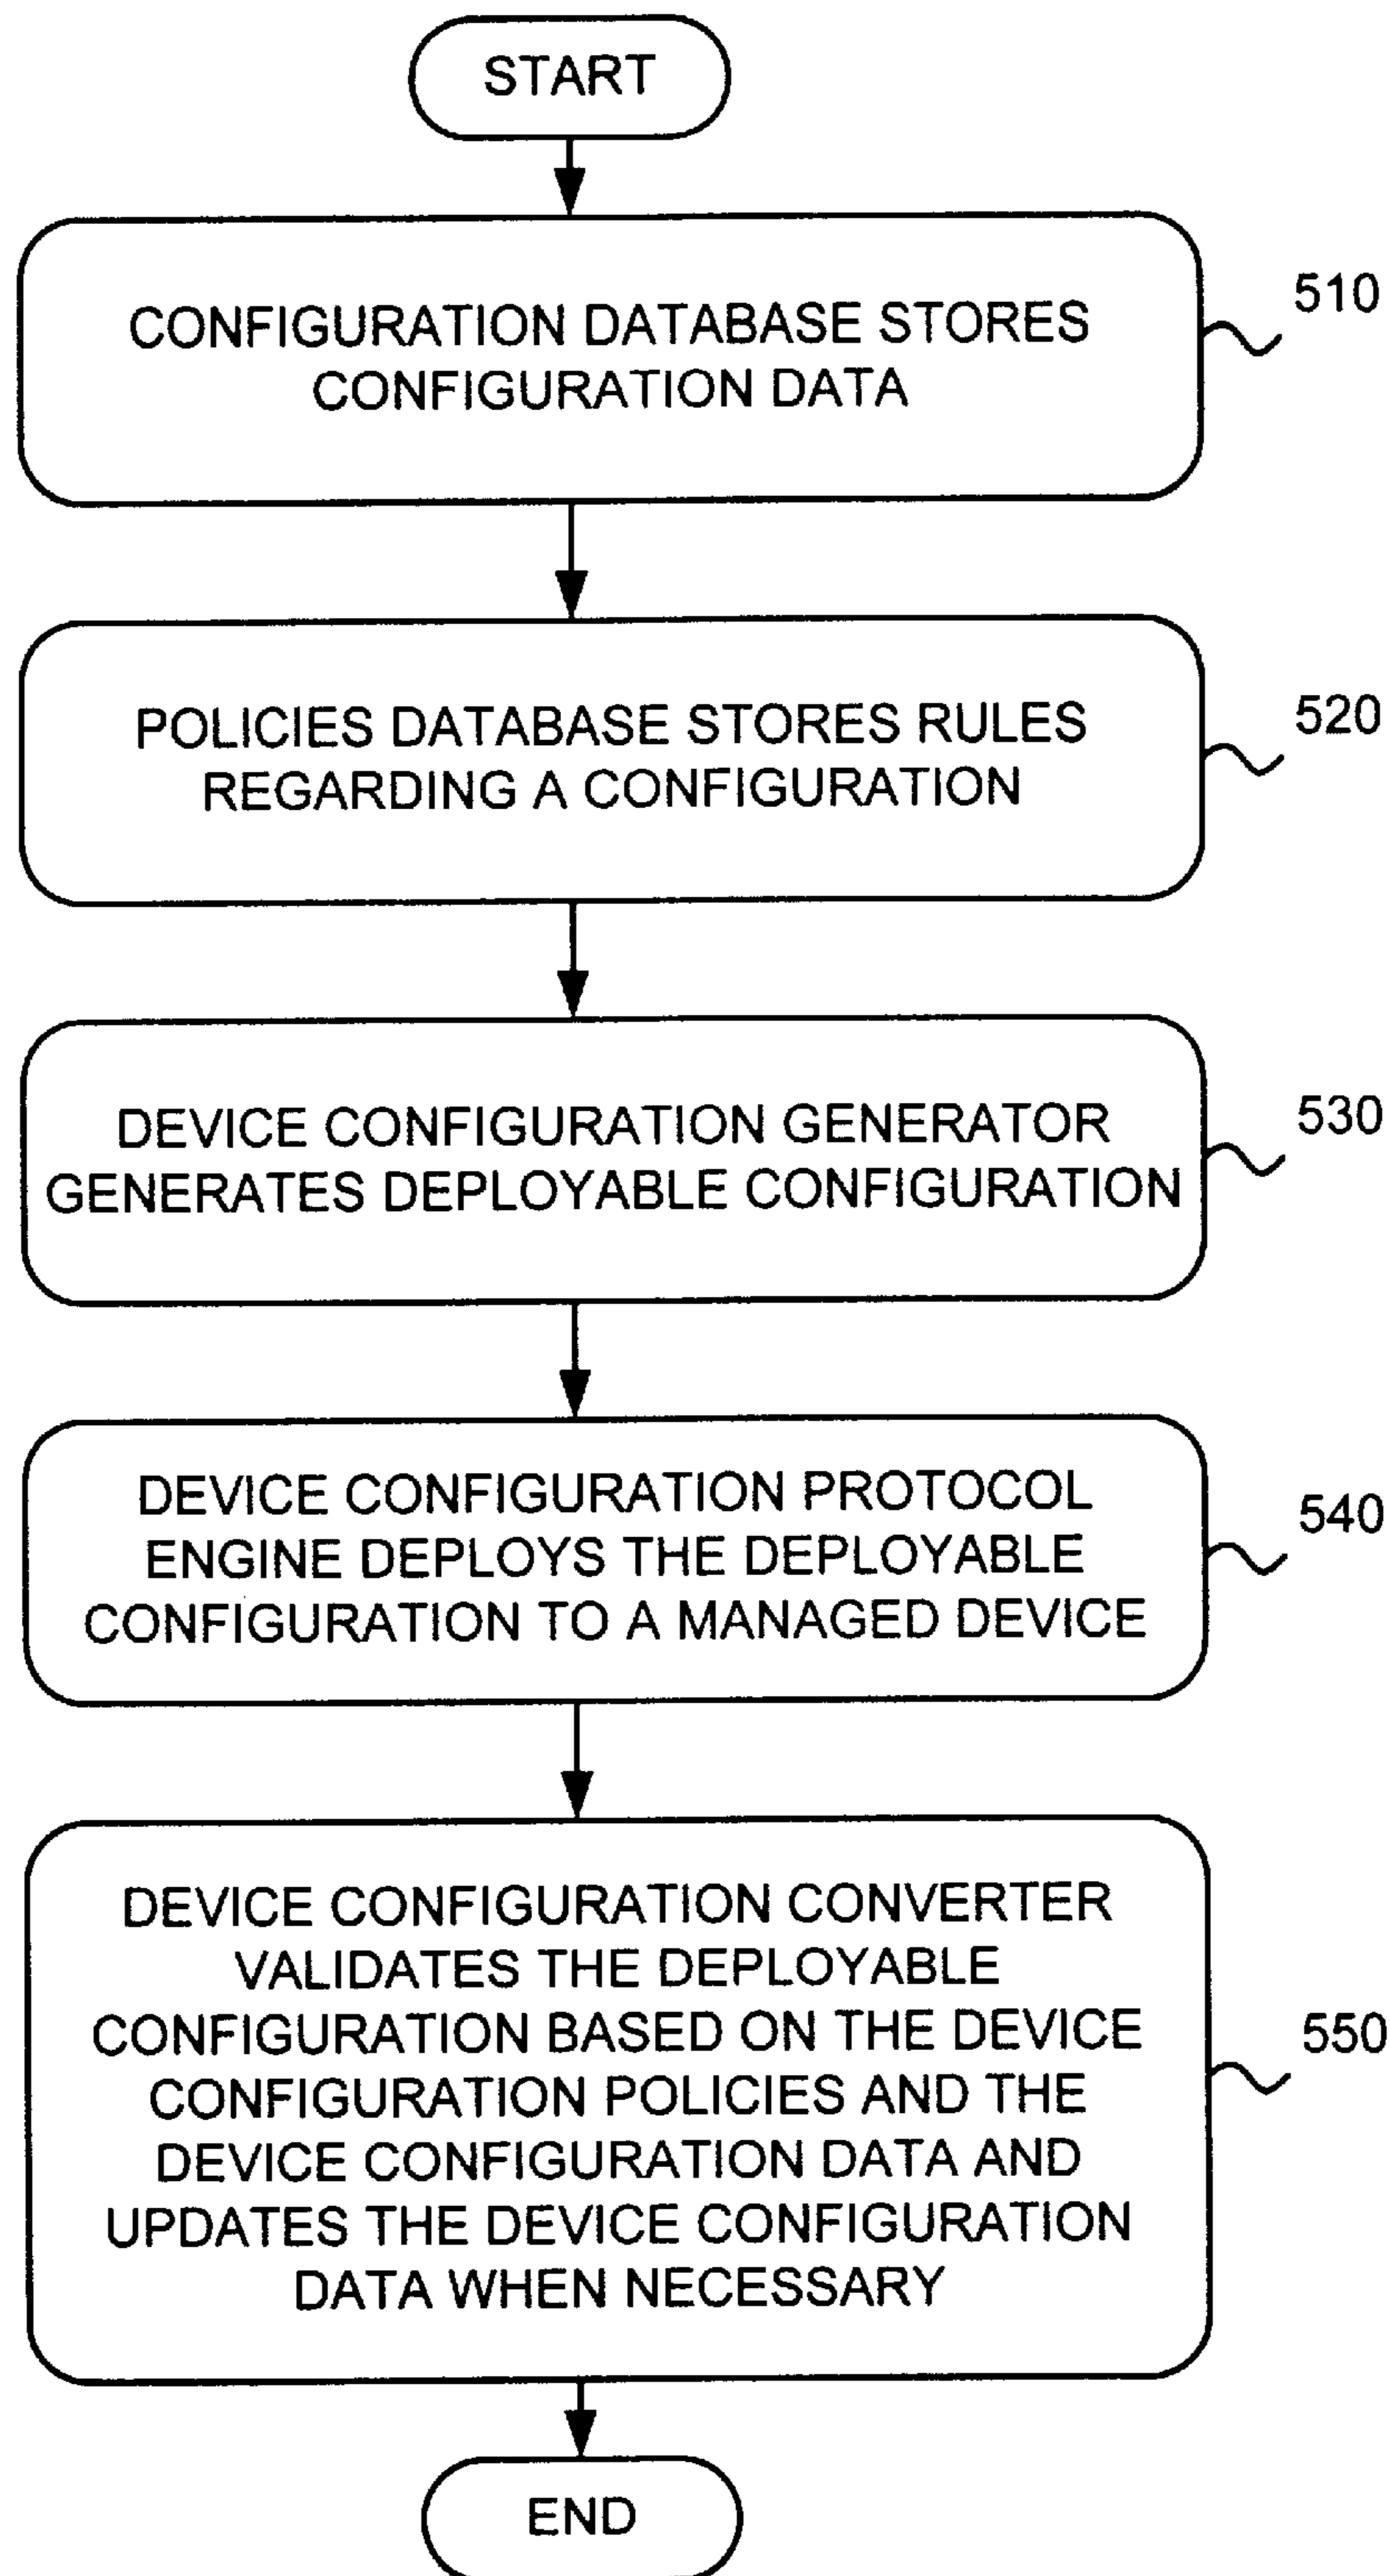 START
CONFIGURATION DATABASE STORES
CONFIGURATION DATA
510
POLICIES DATABASE STORES RULES
REGARDING A CONFIGURATION
520
DEVICE CONFIGURATION GENERATOR
GENERATES DEPLOYABLE CONFIGURATION
530
DEVICE CONFIGURATION PROTOCOL
ENGINE DEPLOYS THE DEPLOYABLE
CONFIGURATION TO A MANAGED DEVICE
540
DEVICE CONFIGURATION CONVERTER
VALIDATES THE DEPLOYABLE
CONFIGURATION BASED ON THE DEVICE
CONFIGURATION POLICIES AND THE
DEVICE CONFIGURATION DATA AND
UPDATES THE DEVICE CONFIGURATION
DATA WHEN NECESSARY
550
END